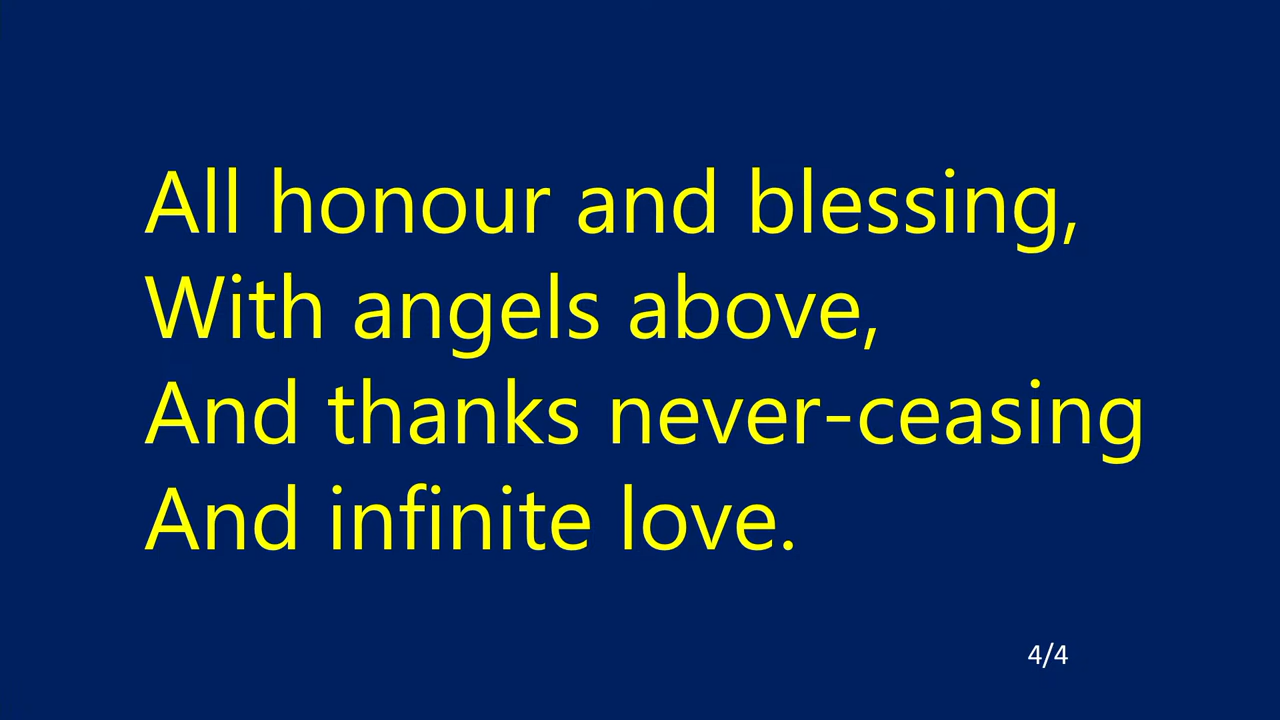 All honour and blessing,
With angels above,
And thanks never-ceasing
And infinite love.
4/4